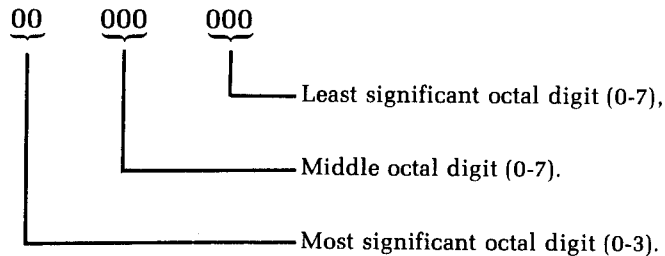 00 000 000
Least significant octal digit (0-7),
Middle octal digit (0-7).
Most significant octal digit (0-3).